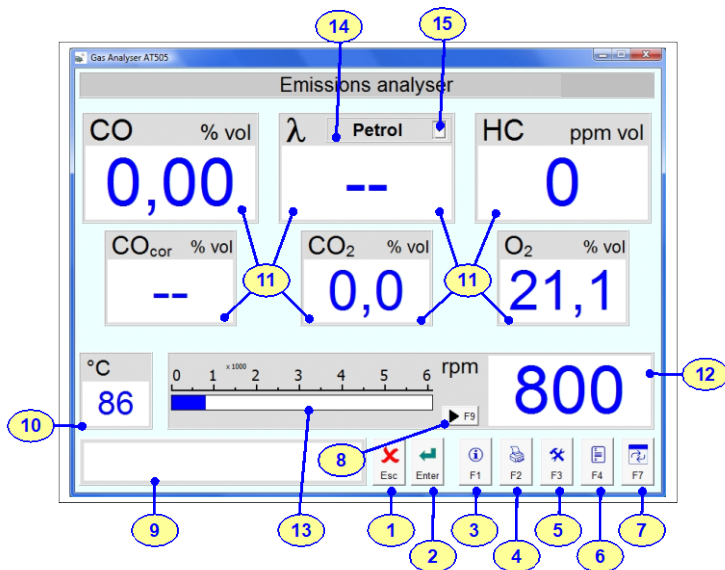 14
15
Gas Analyser AT505
Emissions analyser
CO % vol
λ Petrol
HC ppm vol
0,00
--
0
COcor % vol
CO2 % vol
O2 % vol
11
11
--
0,0
21,1
°C
86
0 1 x 1000 2 3 4 5 6
rpm
800
12
F9
10
8
Esc
Enter
F1
F2
F3
F4
F7
9
13
1
2
3
4
5
6
7